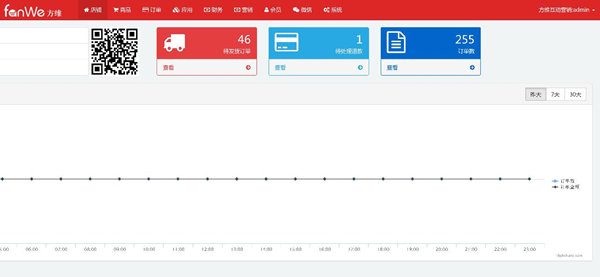 fanWe 方维 店铺 商品 订单 应用 财务 营销 会员 微信 系统 方维互动营销:admin
46
待发货订单
查看
1
待处理退款
查看
255
订单数
查看
昨天 7天 30天
订单数
订单金额
05:00 06:00 07:00 08:00 09:00 10:00 11:00 12:00 13:00 14:00 15:00 16:00 17:00 18:00 19:00 20:00 21:00 22:00 23:00